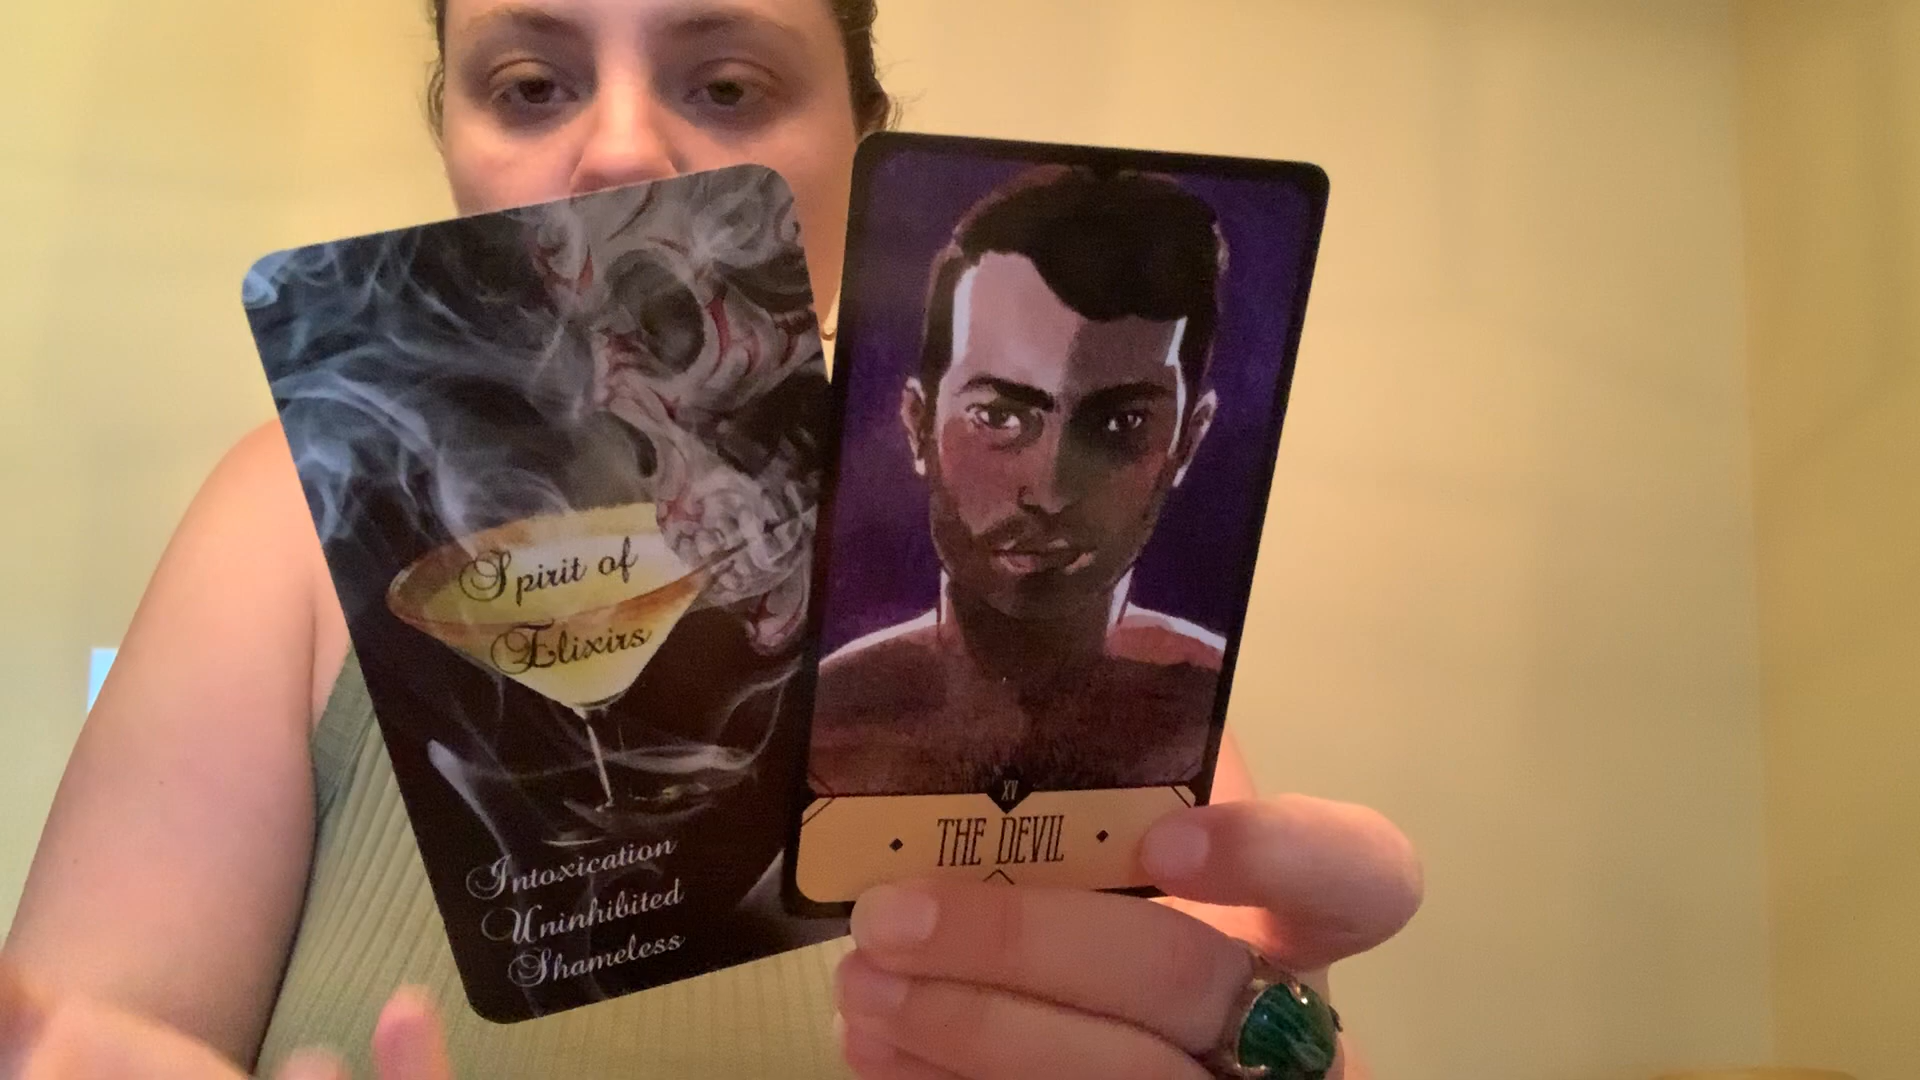 Spirit of
Elixirs
Intoxication
Uninhibited
Shameless
XV
THE DEVIL